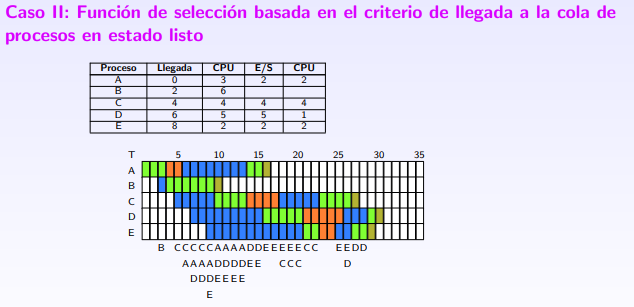 Caso II: Función de selección basada en el criterio de llegada a la cola de
procesos en estado listo
Proceso Llegada CPU E/S CPU
A 0 3 2 2
B 2 6
C 4 4 4 4
D 6 5 5 1
E 8 2 2 2
T 5 10 15 20 25 30 35
A
B
C
D
E
B CCCCCAAAADDEEEEECC EEDD
AAAADDDDEE CCC D
DDDEEEE
E